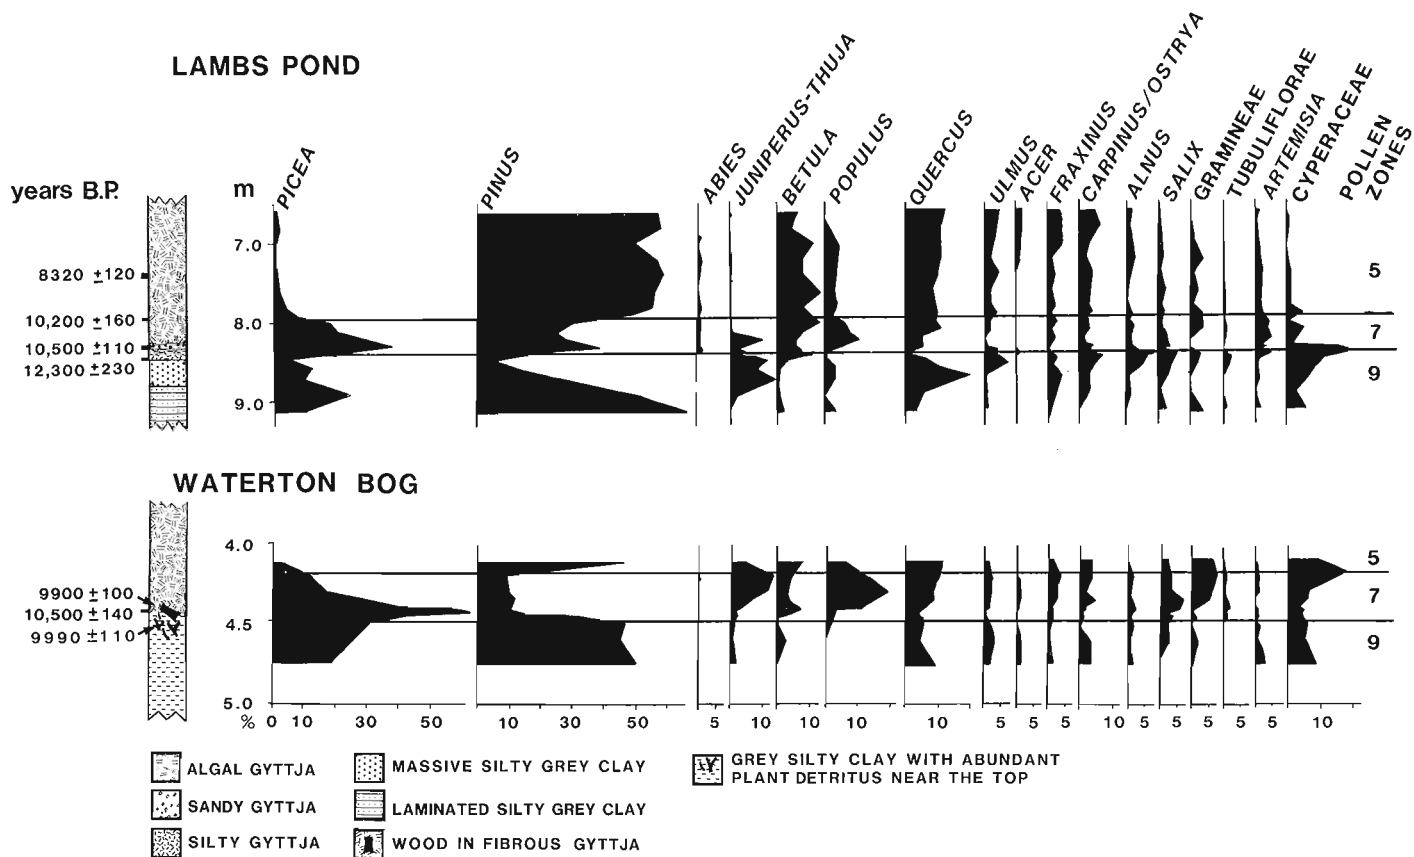 LAMBS POND
years B.P.
m
PICEA
PINUS
ABIES
JUNIPERUS-THUJA
BETULA
POPULUS
QUERCUS
ULMUS
ACER
FRAXINUS
CARPINUS/OSTRYA
ALNUS
SALIX
GRAMINEAE
TUBULIFLORAE
ARTEMISIA
CYPERACEAE
POLLEN
ZONES
7.0
8320 ±120
5
10,200 ±160
8.0
7
10,500 ±110
12,300 ±230
9
9.0
WATERTON BOG
4.0
5
9900 ±100
7
10,500 ±140
4.5
9990 ±110
9
5.0
% 0 10 30 50 10 30 50 5 10 5 10 10 5 5 5 10 5 5 5 5 5 10
ALGAL GYTTJA
SANDY GYTTJA
SILTY GYTTJA
MASSIVE SILTY GREY CLAY
LAMINATED SILTY GREY CLAY
WOOD IN FIBROUS GYTTJA
GREY SILTY CLAY WITH ABUNDANT
PLANT DETRITUS NEAR THE TOP